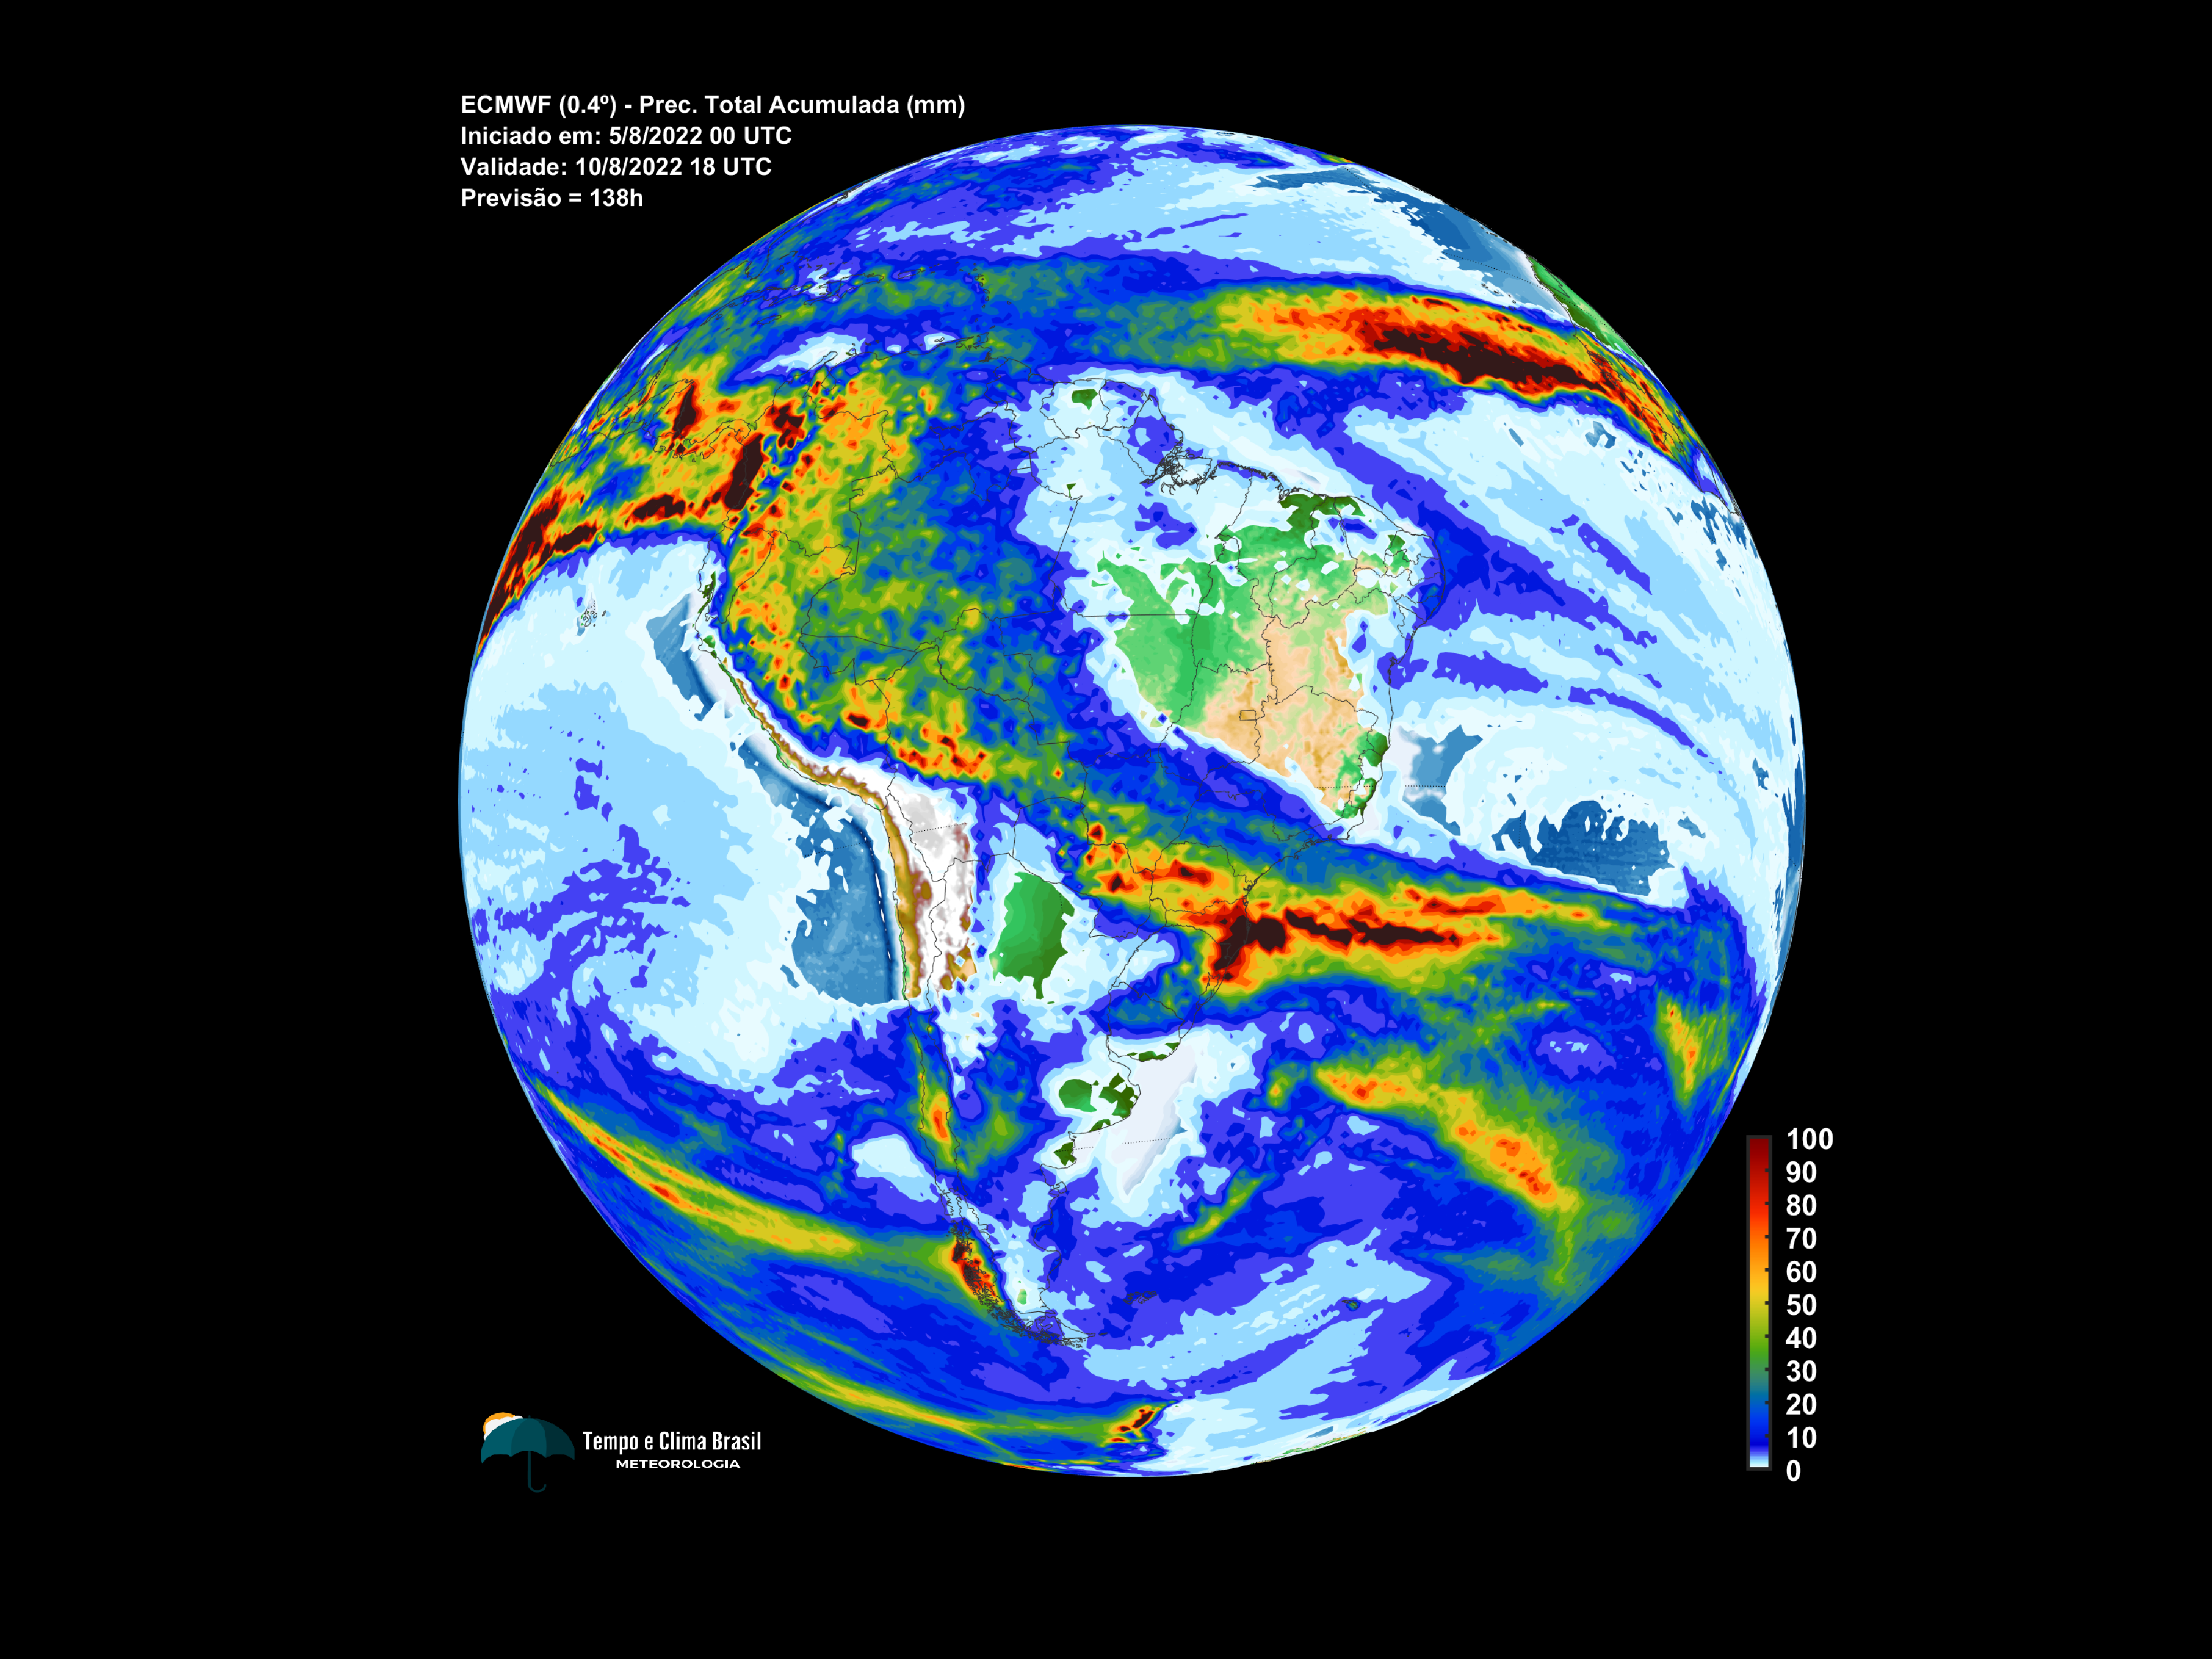 ECMWF (0.4º) - Prec. Total Acumulada (mm)
Iniciado em: 5/8/2022 00 UTC
Validade: 10/8/2022 18 UTC
Previsão = 138h
100
90
80
70
60
50
40
30
20
10
0
Tempo e Clima Brasil
METEOROLOGIA